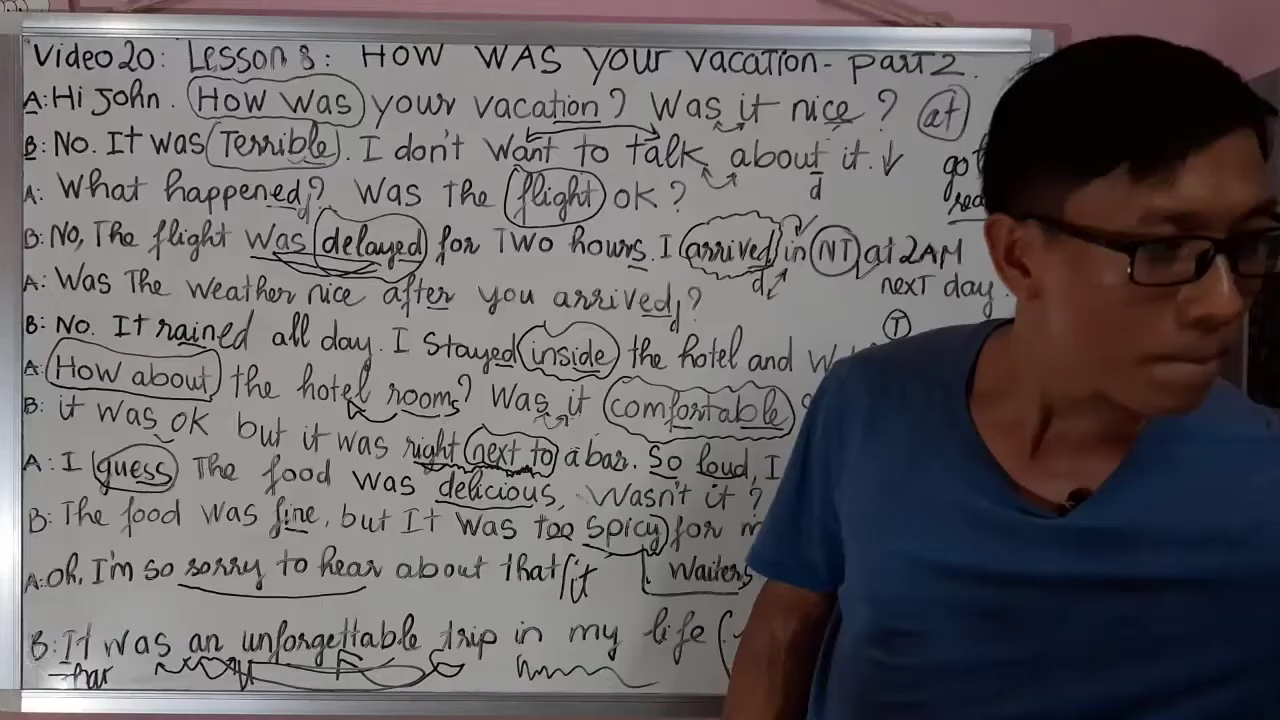 Video 20: Lesson 8: HOW WAS YOUR VACATION - PART 2.
A: Hi John. How was your vacation? Was it nice? at
B: No. It was Terrible. I don't want to talk about it.
A: What happened? Was the flight ok?
B: No, The flight was delayed for Two hours. I arrived in NT at 2AM
next day.
A: Was The weather nice after you arrived?
B: No. It rained all day. I stayed inside the hotel and
A: How about the hotel rooms? Was it comfortable
B: it was ok but it was right next to a bar. So loud, I
A: I guess The food was delicious, Wasn't it?
B: The food was fine, but It was too spicy for
Waiters
A: Oh, I'm so sorry to hear about that/it
B: It was an unforgettable trip in my life